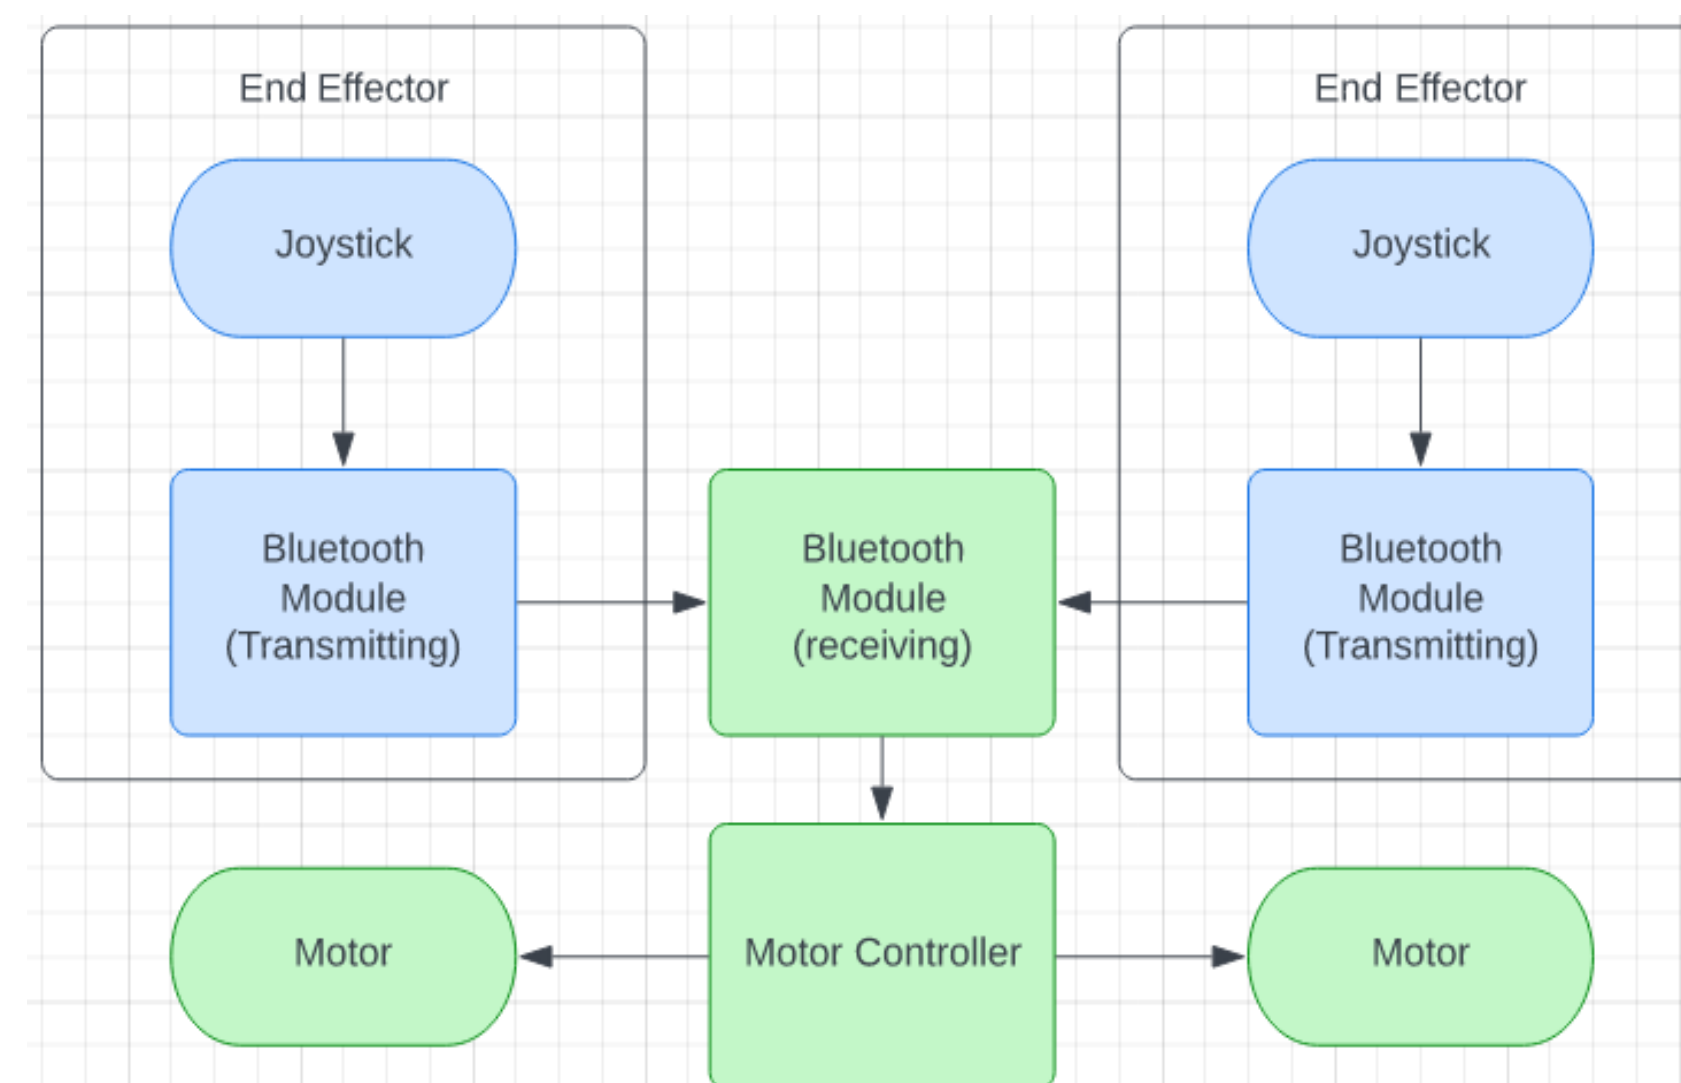 End Effector
End Effector
Joystick
Joystick
Bluetooth
Module
(Transmitting)
Bluetooth
Module
(receiving)
Bluetooth
Module
(Transmitting)
Motor
Motor Controller
Motor